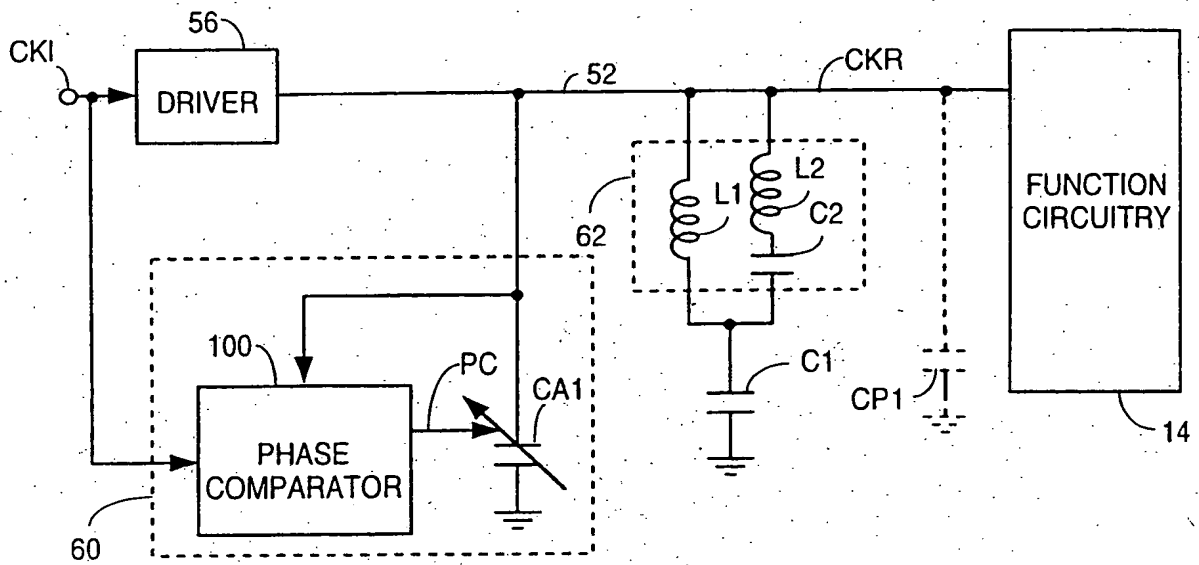 56
CKI
DRIVER
52
CKR
FUNCTION
CIRCUITRY
L1
L2
C2
62
100
PC
CA1
C1
CP1
PHASE
COMPARATOR
14
60